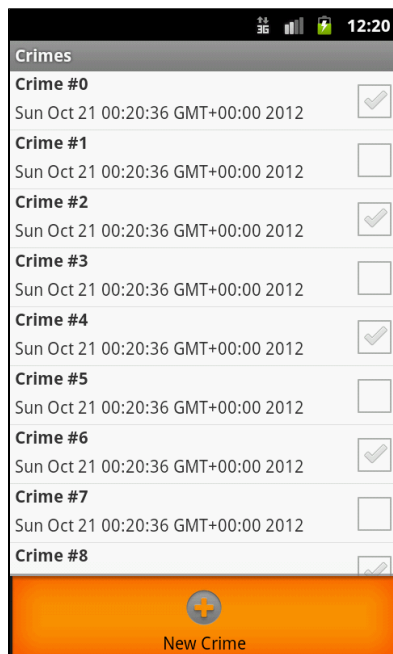 3G 12:20
Crimes
Crime #0
Sun Oct 21 00:20:36 GMT+00:00 2012
Crime #1
Sun Oct 21 00:20:36 GMT+00:00 2012
Crime #2
Sun Oct 21 00:20:36 GMT+00:00 2012
Crime #3
Sun Oct 21 00:20:36 GMT+00:00 2012
Crime #4
Sun Oct 21 00:20:36 GMT+00:00 2012
Crime #5
Sun Oct 21 00:20:36 GMT+00:00 2012
Crime #6
Sun Oct 21 00:20:36 GMT+00:00 2012
Crime #7
Sun Oct 21 00:20:36 GMT+00:00 2012
Crime #8
New Crime